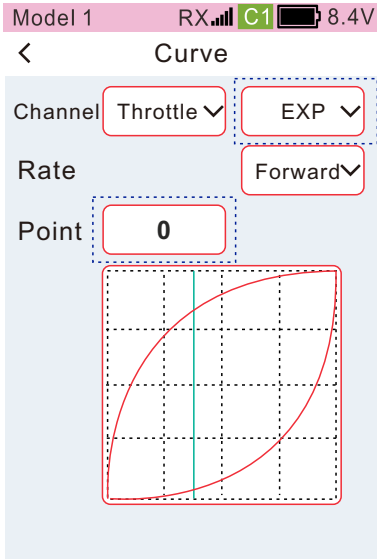 Model 1 RX C1 8.4V
< Curve
Channel Throttle EXP
Rate Forward
Point 0